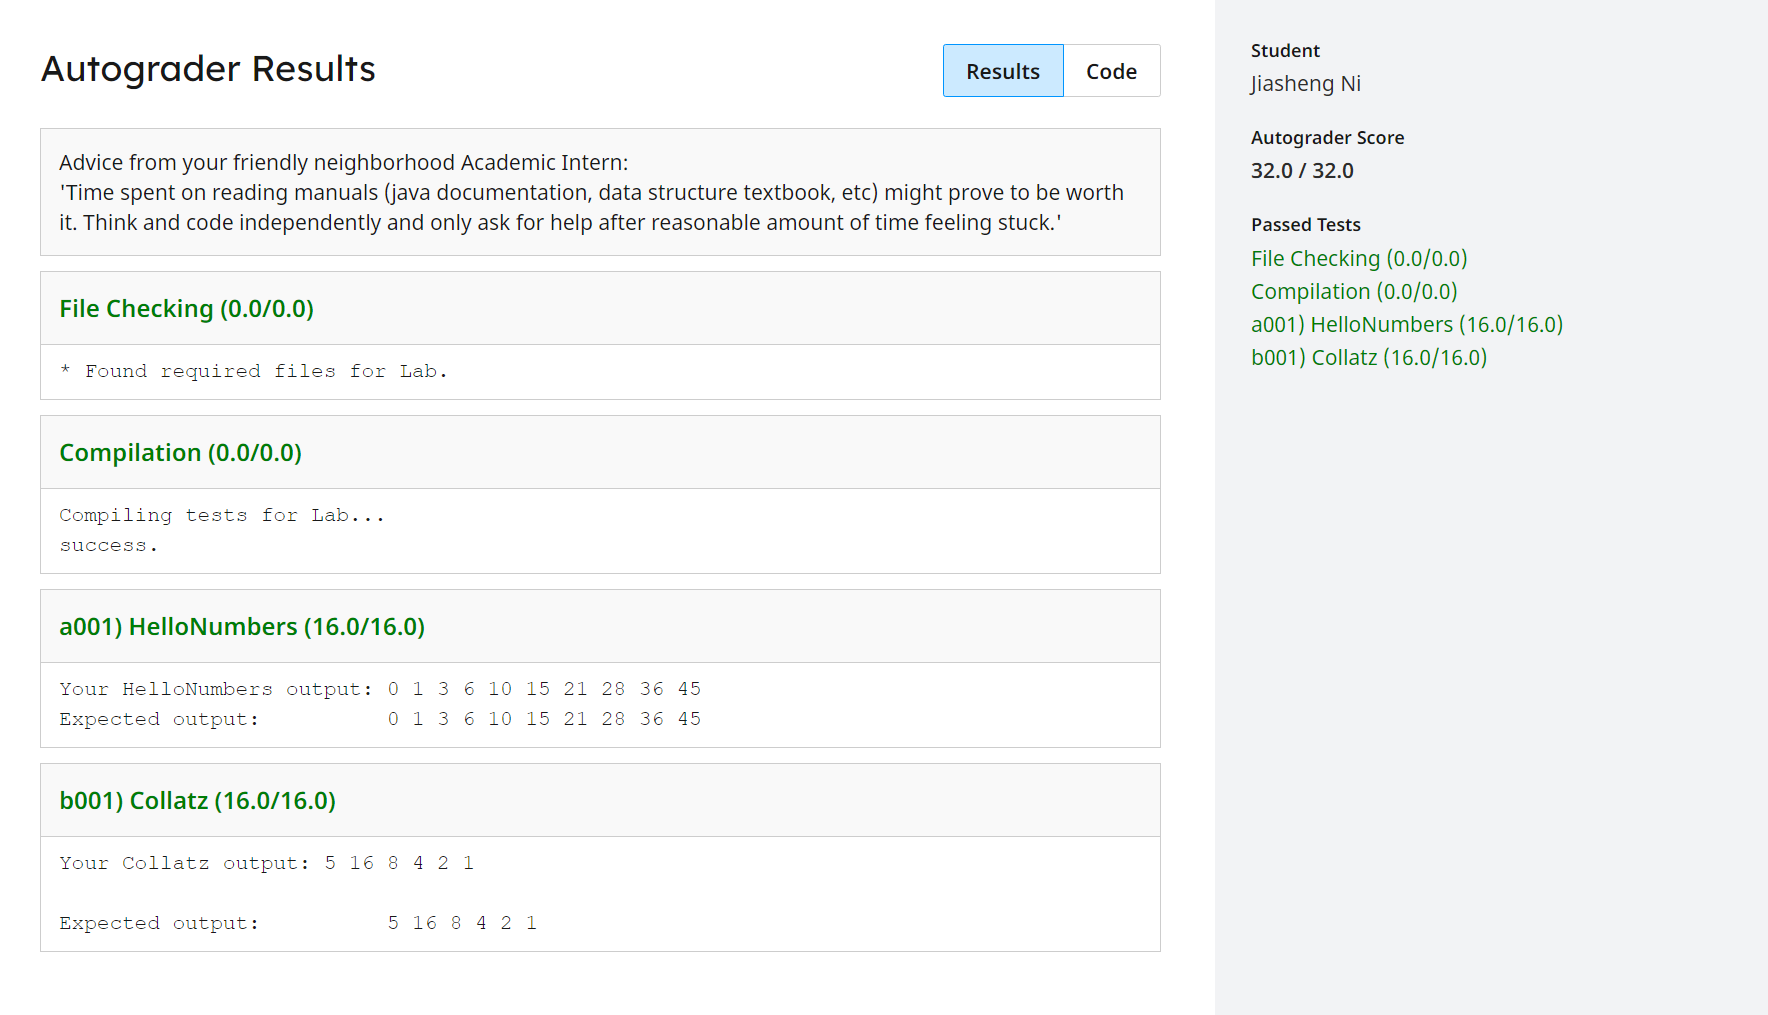 Autograder Results
Results
Code
Advice from your friendly neighborhood Academic Intern:
'Time spent on reading manuals (java documentation, data structure textbook, etc) might prove to be worth
it. Think and code independently and only ask for help after reasonable amount of time feeling stuck.'
File Checking (0.0/0.0)
* Found required files for Lab.
Compilation (0.0/0.0)
Compiling tests for Lab...
success.
a001) HelloNumbers (16.0/16.0)
Your HelloNumbers output: 0 1 3 6 10 15 21 28 36 45
Expected output:          0 1 3 6 10 15 21 28 36 45
b001) Collatz (16.0/16.0)
Your Collatz output: 5 16 8 4 2 1
Expected output:          5 16 8 4 2 1
Student
Jiasheng Ni
Autograder Score
32.0 / 32.0
Passed Tests
File Checking (0.0/0.0)
Compilation (0.0/0.0)
a001) HelloNumbers (16.0/16.0)
b001) Collatz (16.0/16.0)